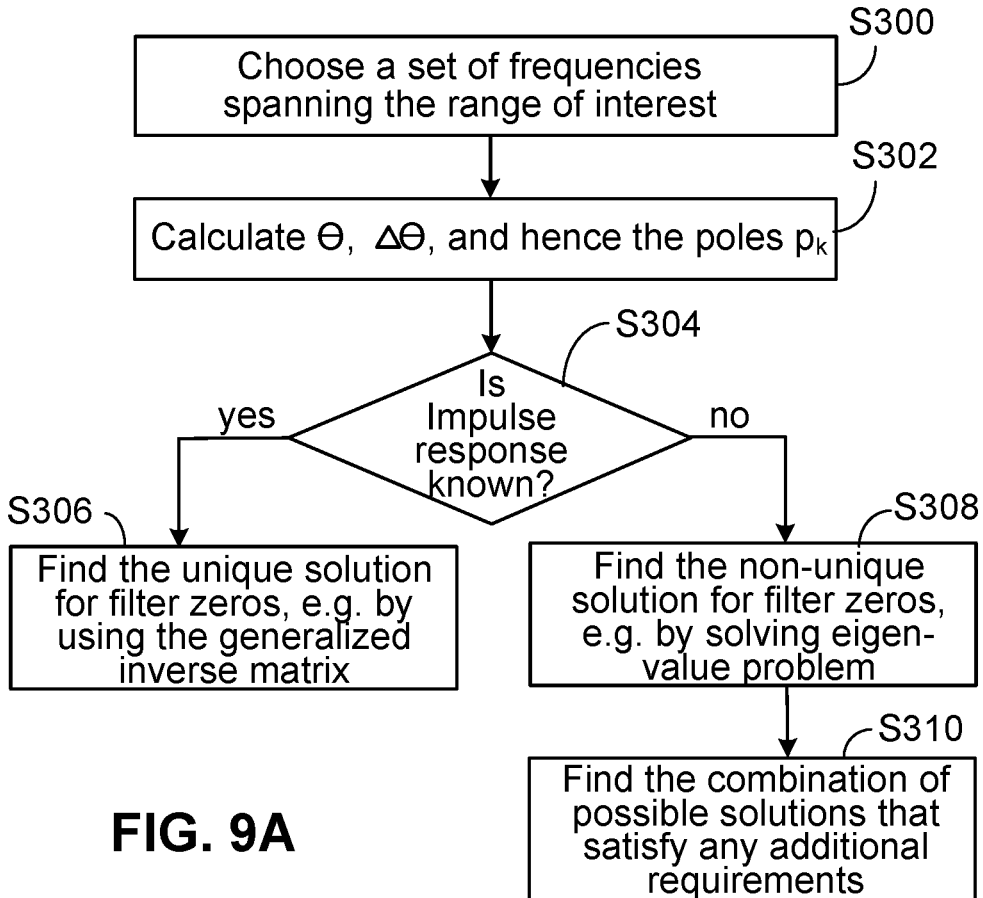 S300
Choose a set of frequencies
spanning the range of interest
S302
Calculate Θ, ΔΘ, and hence the poles pk
S304
Is
Impulse
response
known?
yes
no
S306
Find the unique solution
for filter zeros, e.g. by
using the generalized
inverse matrix
S308
Find the non-unique
solution for filter zeros,
e.g. by solving eigen-
value problem
S310
Find the combination of
possible solutions that
satisfy any additional
requirements
FIG. 9A